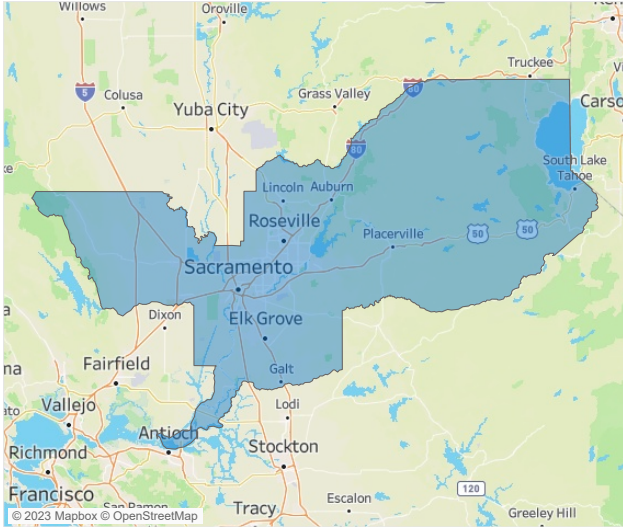 Willows
Oroville
Truckee
5
Colusa
Grass Valley
80
Yuba City
80
South Lake
Tahoe
Lincoln
Auburn
Roseville
Placerville
50
50
Sacramento
Dixon
Elk Grove
Fairfield
Galt
Vallejo
Lodi
Antioch
Richmond
Stockton
Francisco
San Ramon
Tracy
120
Escalon
Greeley Hill
© 2023 Mapbox © OpenStreetMap